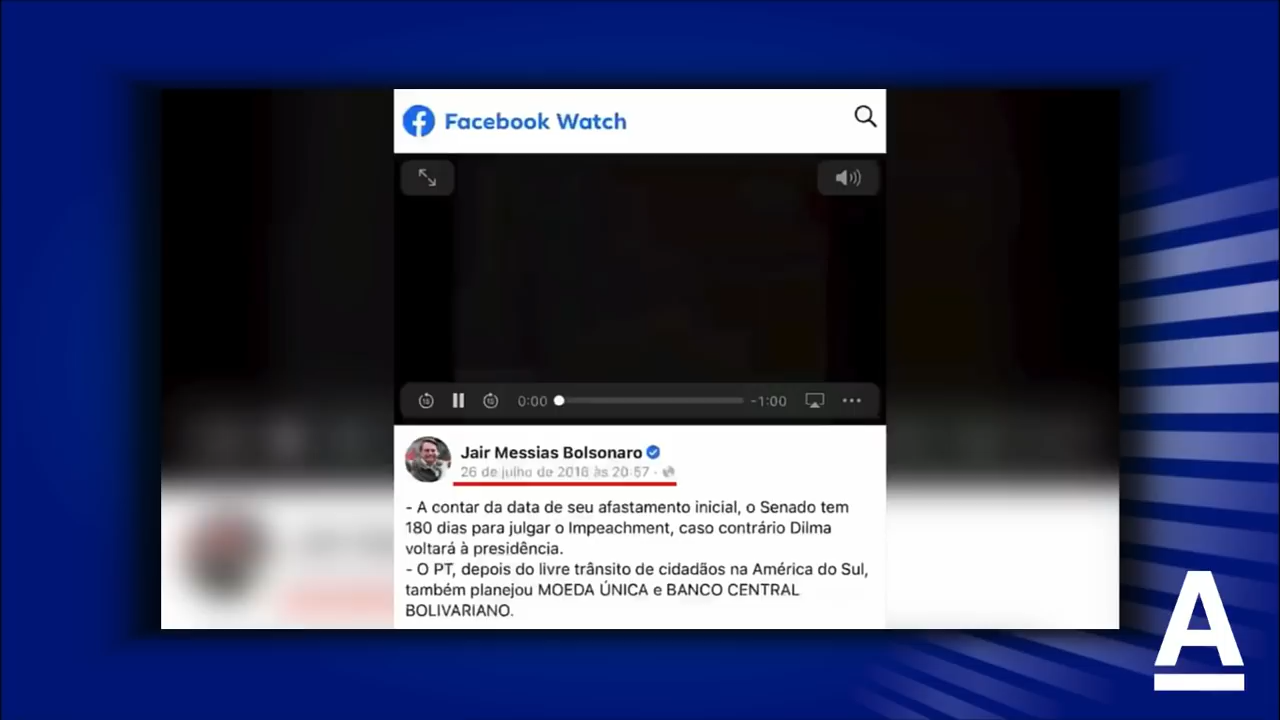 Facebook Watch
0:00
-1:00
Jair Messias Bolsonaro
26 de julho de 2016 às 20:57
- A contar da data de seu afastamento inicial, o Senado tem
180 dias para julgar o Impeachment, caso contrário Dilma
voltará à presidência.
- O PT, depois do livre trânsito de cidadãos na América do Sul,
também planejou MOEDA ÚNICA e BANCO CENTRAL
BOLIVARIANO.
A